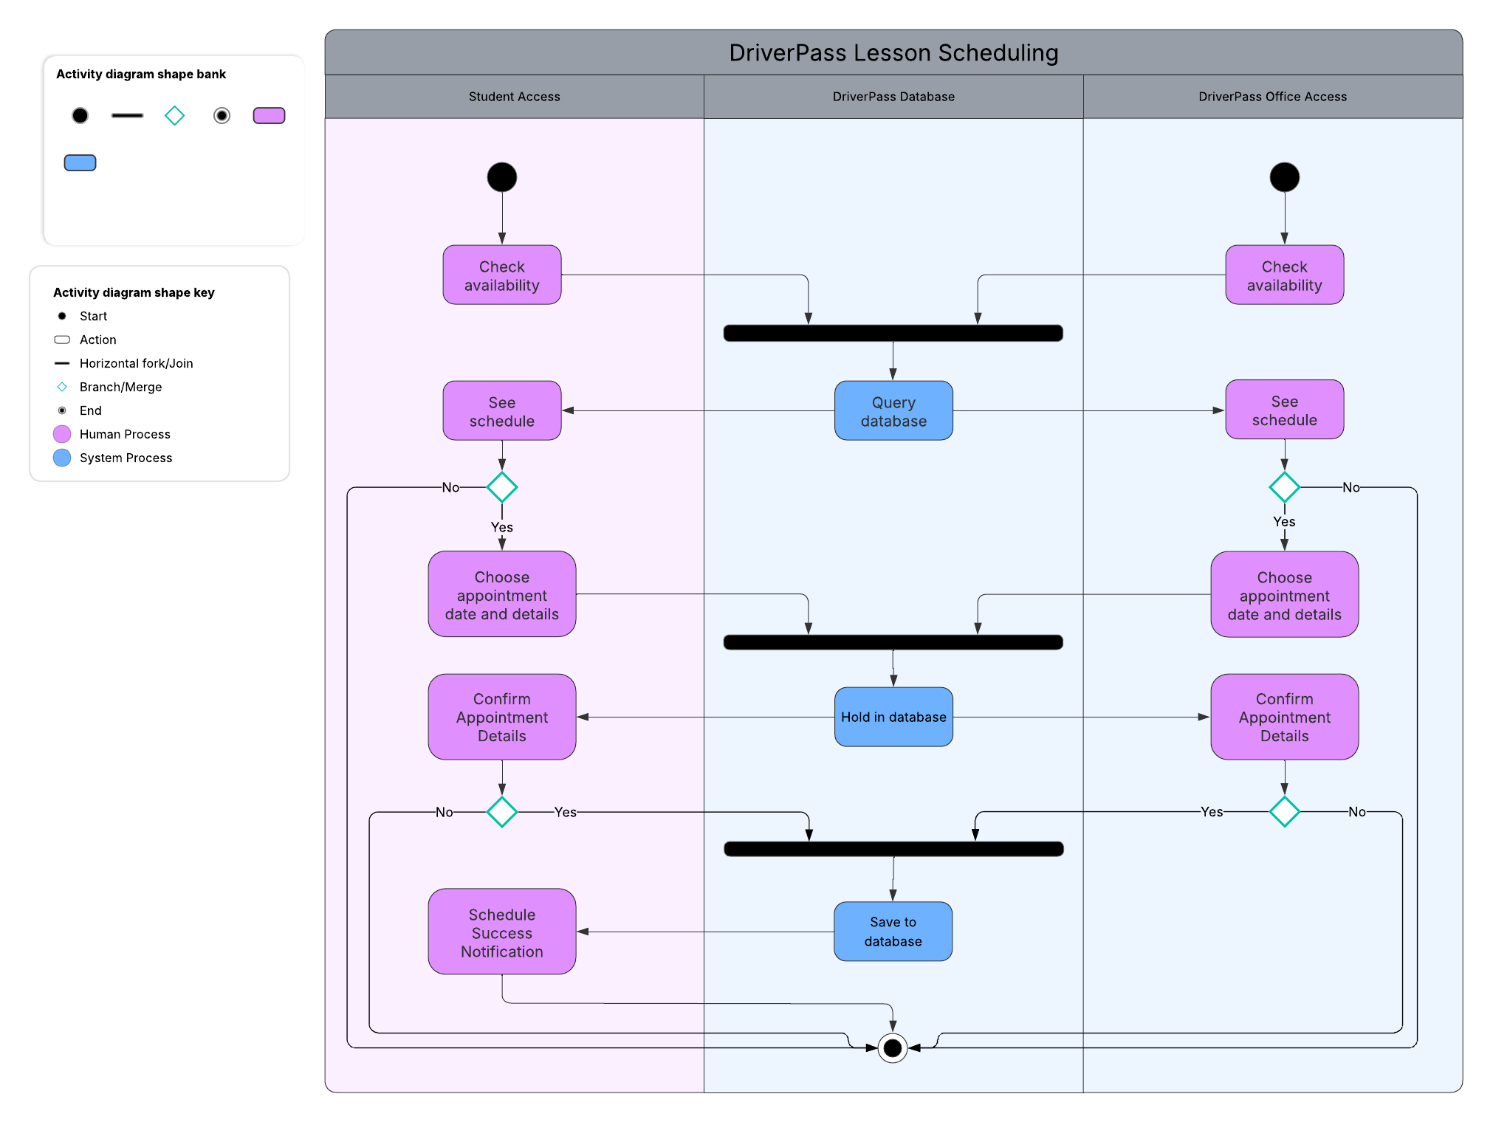 DriverPass Lesson Scheduling
Student Access
DriverPass Database
DriverPass Office Access
Activity diagram shape bank
Activity diagram shape key
Start
Action
Horizontal fork/Join
Branch/Merge
End
Human Process
System Process
Check
availability
Check
availability
See
schedule
Query
database
See
schedule
No
Yes
No
Yes
Choose
appointment
date and details
Choose
appointment
date and details
Confirm
Appointment
Details
Hold in database
Confirm
Appointment
Details
No
Yes
Yes
No
Schedule
Success
Notification
Save to
database